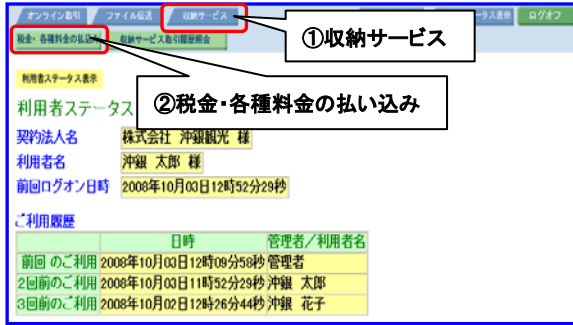 オンライン取引 ファイル伝送 収納サービス ータス表示 ログオフ
①収納サービス
税金・各種料金の払込み 収納サービス取引履歴照会
利用者ステータス表示
②税金・各種料金の払い込み
利用者ステータス
契約法人名 株式会社 沖銀観光 様
利用者名 沖銀 太郎 様
前回ログオン日時 2008年10月03日12時52分29秒
ご利用履歴
日時 管理者／利用者名
前回 のご利用 2008年10月03日12時09分58秒 管理者
2回前のご利用 2008年10月03日11時52分29秒 沖銀 太郎
3回前のご利用 2008年10月02日12時26分44秒 沖銀 花子